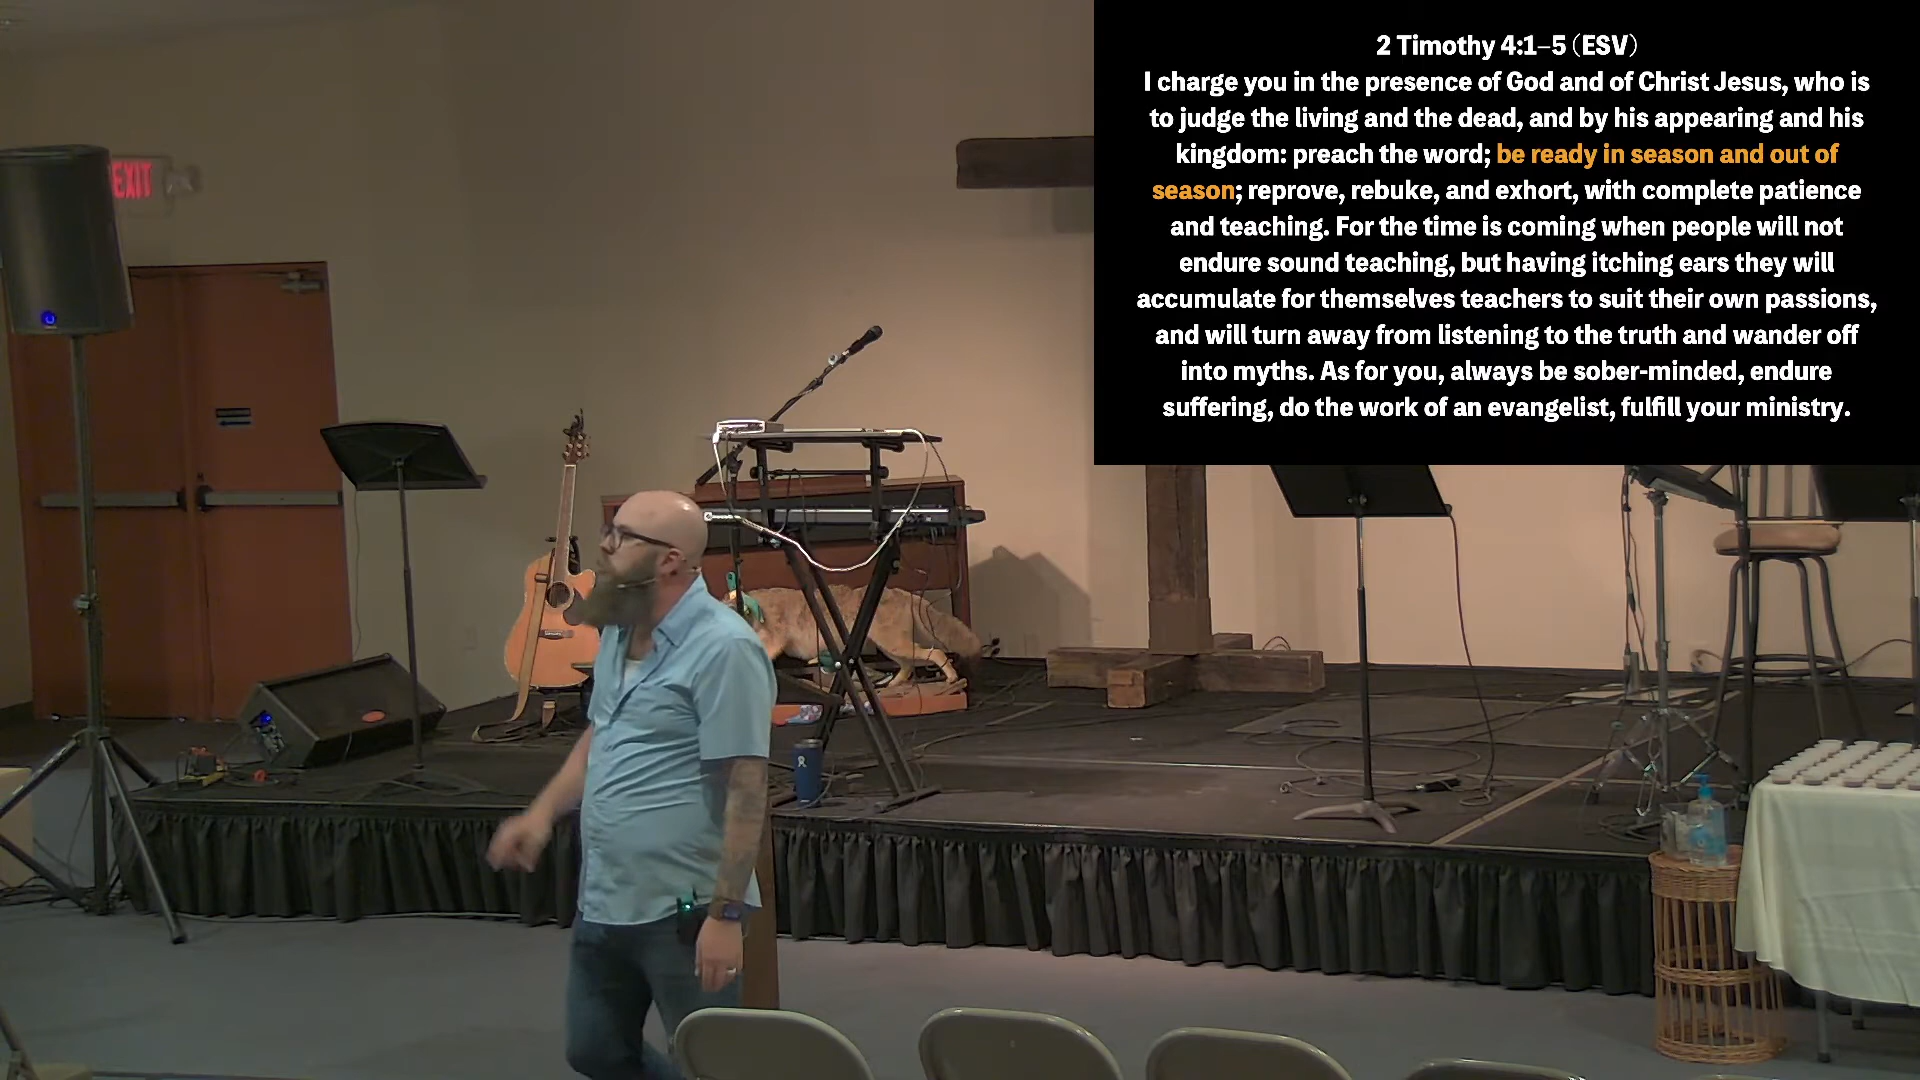 2 Timothy 4:1–5 (ESV)
I charge you in the presence of God and of Christ Jesus, who is
to judge the living and the dead, and by his appearing and his
kingdom: preach the word; be ready in season and out of
season; reprove, rebuke, and exhort, with complete patience
and teaching. For the time is coming when people will not
endure sound teaching, but having itching ears they will
accumulate for themselves teachers to suit their own passions,
and will turn away from listening to the truth and wander off
into myths. As for you, always be sober-minded, endure
suffering, do the work of an evangelist, fulfill your ministry.
EXIT